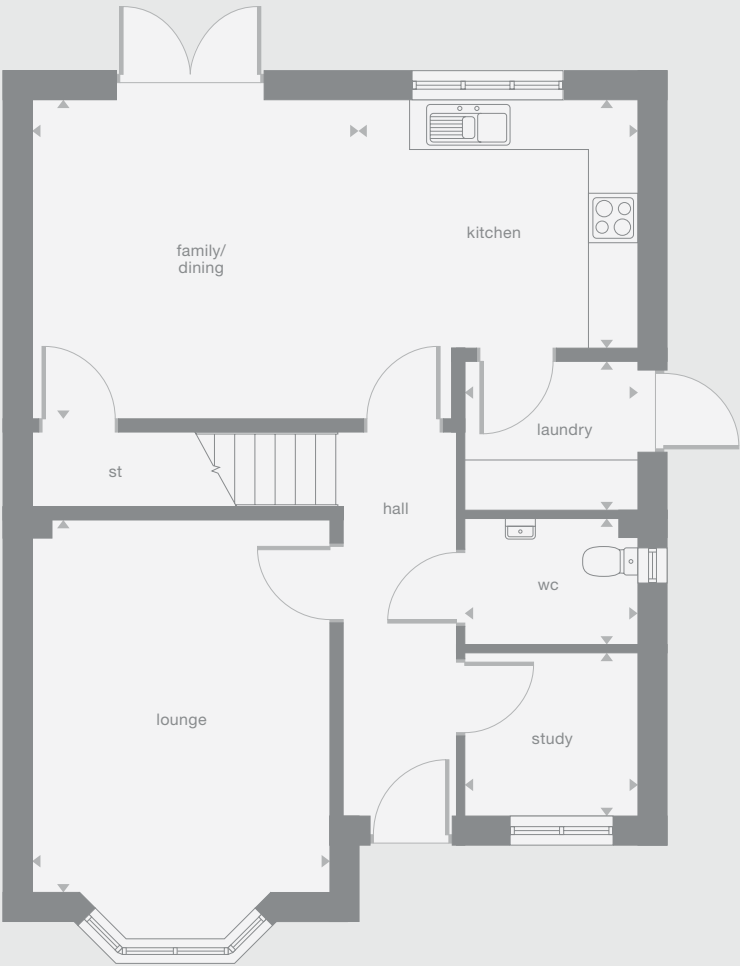 kitchen
family/
dining
laundry
st
hall
wc
lounge
study